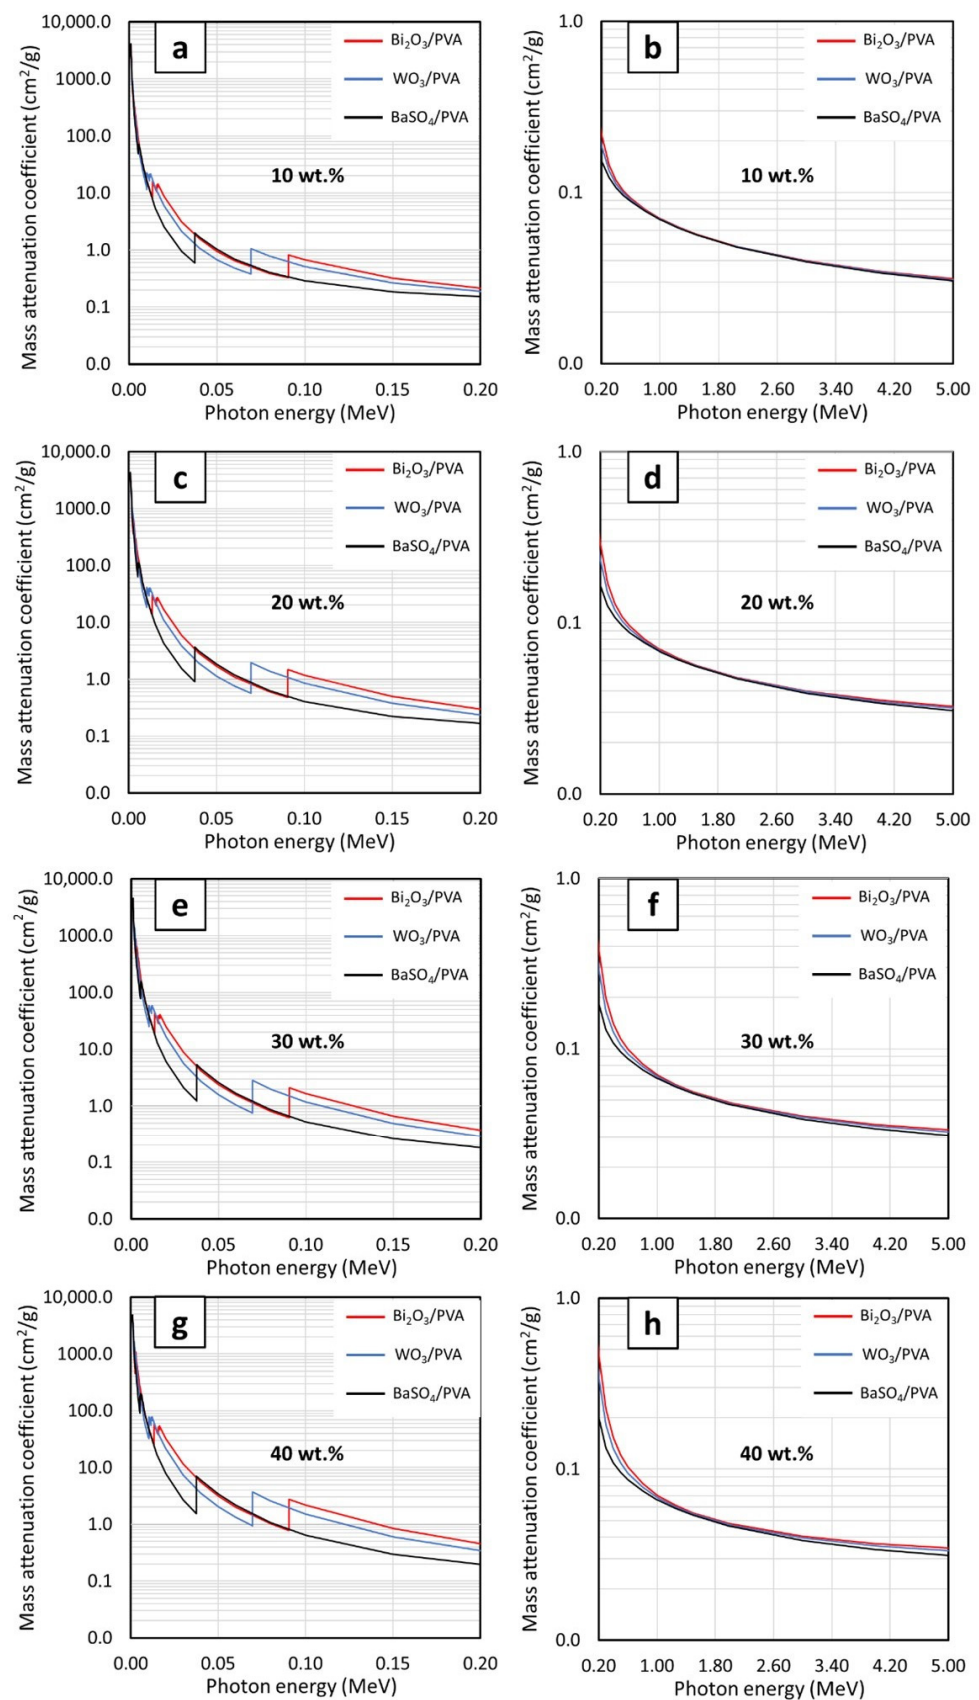 a
Mass attenuation coefficient (cm²/g)
10,000.0
1000.0
100.0
10.0
1.0
0.1
0.0
Bi₂O₃/PVA
WO₃/PVA
BaSO₄/PVA
10 wt.%
0.00 0.05 0.10 0.15 0.20
Photon energy (MeV)
b
Mass attenuation coefficient (cm²/g)
1.0
0.1
0.0
Bi₂O₃/PVA
WO₃/PVA
BaSO₄/PVA
10 wt.%
0.20 1.00 1.80 2.60 3.40 4.20 5.00
Photon energy (MeV)
c
Mass attenuation coefficient (cm²/g)
10,000.0
1000.0
100.0
10.0
1.0
0.1
0.0
Bi₂O₃/PVA
WO₃/PVA
BaSO₄/PVA
20 wt.%
0.00 0.05 0.10 0.15 0.20
Photon energy (MeV)
d
Mass attenuation coefficient (cm²/g)
1.0
0.1
0.0
Bi₂O₃/PVA
WO₃/PVA
BaSO₄/PVA
20 wt.%
0.20 1.00 1.80 2.60 3.40 4.20 5.00
Photon energy (MeV)
e
Mass attenuation coefficient (cm²/g)
10,000.0
1000.0
100.0
10.0
1.0
0.1
0.0
Bi₂O₃/PVA
WO₃/PVA
BaSO₄/PVA
30 wt.%
0.00 0.05 0.10 0.15 0.20
Photon energy (MeV)
f
Mass attenuation coefficient (cm²/g)
1.0
0.1
0.0
Bi₂O₃/PVA
WO₃/PVA
BaSO₄/PVA
30 wt.%
0.20 1.00 1.80 2.60 3.40 4.20 5.00
Photon energy (MeV)
g
Mass attenuation coefficient (cm²/g)
10,000.0
1000.0
100.0
10.0
1.0
0.1
0.0
Bi₂O₃/PVA
WO₃/PVA
BaSO₄/PVA
40 wt.%
0.00 0.05 0.10 0.15 0.20
Photon energy (MeV)
h
Mass attenuation coefficient (cm²/g)
1.0
0.1
0.0
Bi₂O₃/PVA
WO₃/PVA
BaSO₄/PVA
40 wt.%
0.20 1.00 1.80 2.60 3.40 4.20 5.00
Photon energy (MeV)